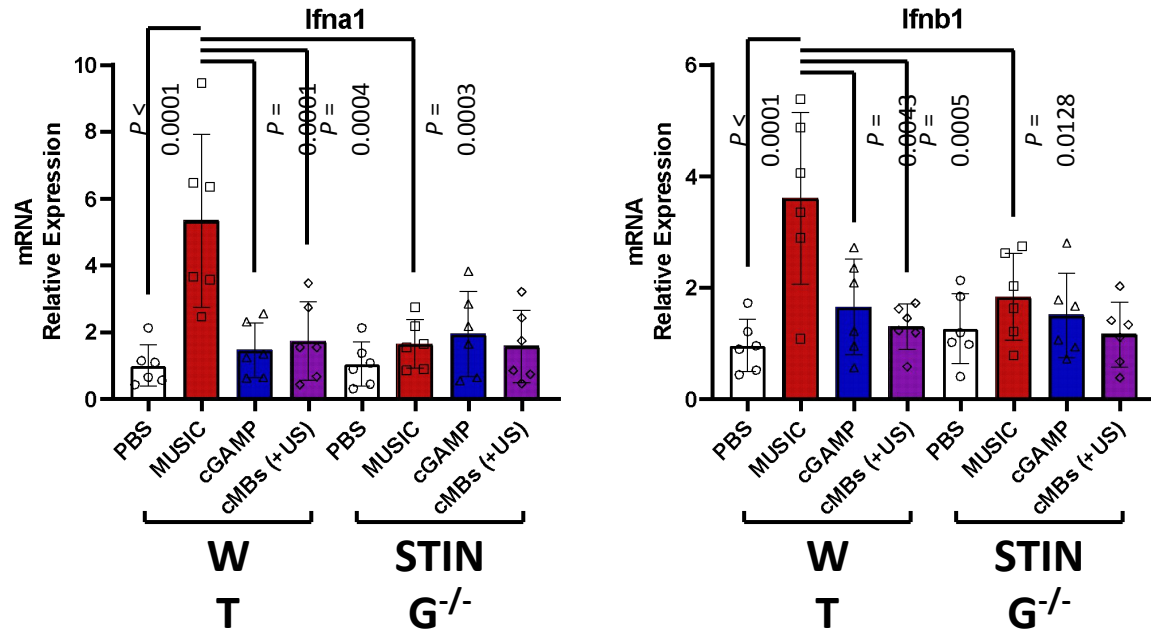 Ifna1
mRNA
Relative Expression
10
8
6
4
2
0
P <
0.0001
P =
0.0001
P =
0.0004
P =
0.0003
PBS
MUSIC
cGAMP
cMBs (+US)
PBS
MUSIC
cGAMP
cMBs (+US)
W
T
STIN
G-/-
Ifnb1
mRNA
Relative Expression
6
4
2
0
P <
0.0001
P =
0.0043
P =
0.0005
P =
0.0128
PBS
MUSIC
cGAMP
cMBs (+US)
PBS
MUSIC
cGAMP
cMBs (+US)
W
T
STIN
G-/-